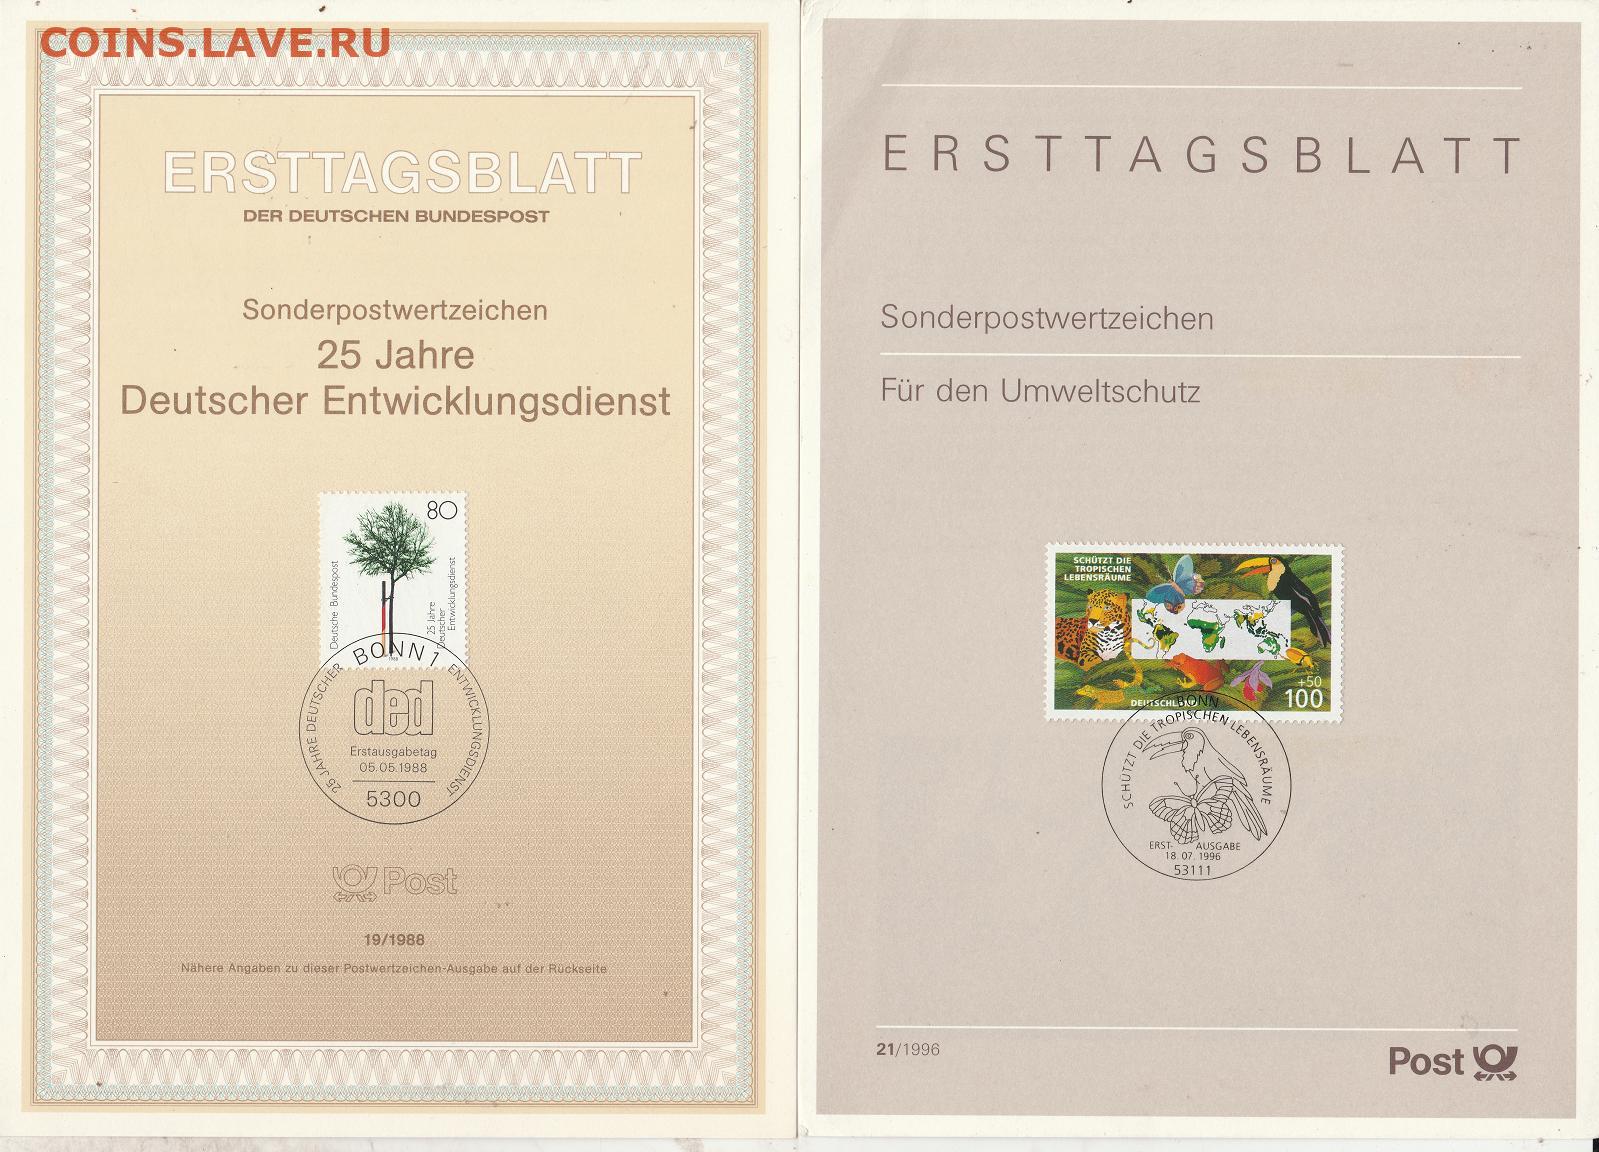 COINS.LAVE.RU
ERSTTAGSBLATT
DER DEUTSCHEN BUNDESPOST
Sonderpostwertzeichen
25 Jahre
Deutscher Entwicklungsdienst
80
Deutsche Bundespost
25 Jahre
Deutscher
Entwicklungsdienst
1988
BONN 1
25 JAHRE DEUTSCHER ENTWICKLUNGSDIENST
ded
Erstausgabetag
05.05.1988
5300
Post
19/1988
Nähere Angaben zu dieser Postwertzeichen-Ausgabe auf der Rückseite
ERSTTAGSBLATT
Sonderpostwertzeichen
Für den Umweltschutz
SCHÜTZT DIE
TROPISCHEN
LEBENSRÄUME
+50
100
DEUTSCHLAND
BONN
SCHÜTZT DIE TROPISCHEN LEBENSRÄUME
ERST- AUSGABE
18. 07. 1996
53111
21/1996
Post